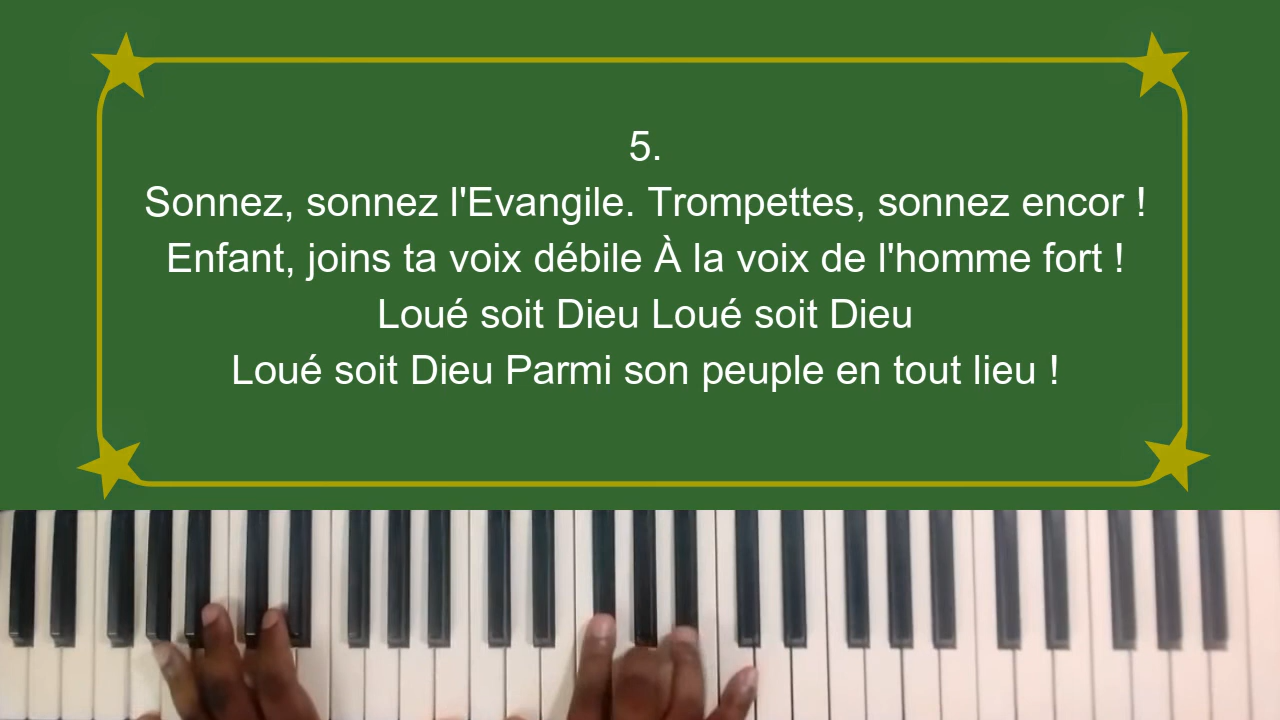 5.
Sonnez, sonnez l'Evangile. Trompettes, sonnez encor !
Enfant, joins ta voix débile À la voix de l'homme fort !
Loué soit Dieu Loué soit Dieu
Loué soit Dieu Parmi son peuple en tout lieu !